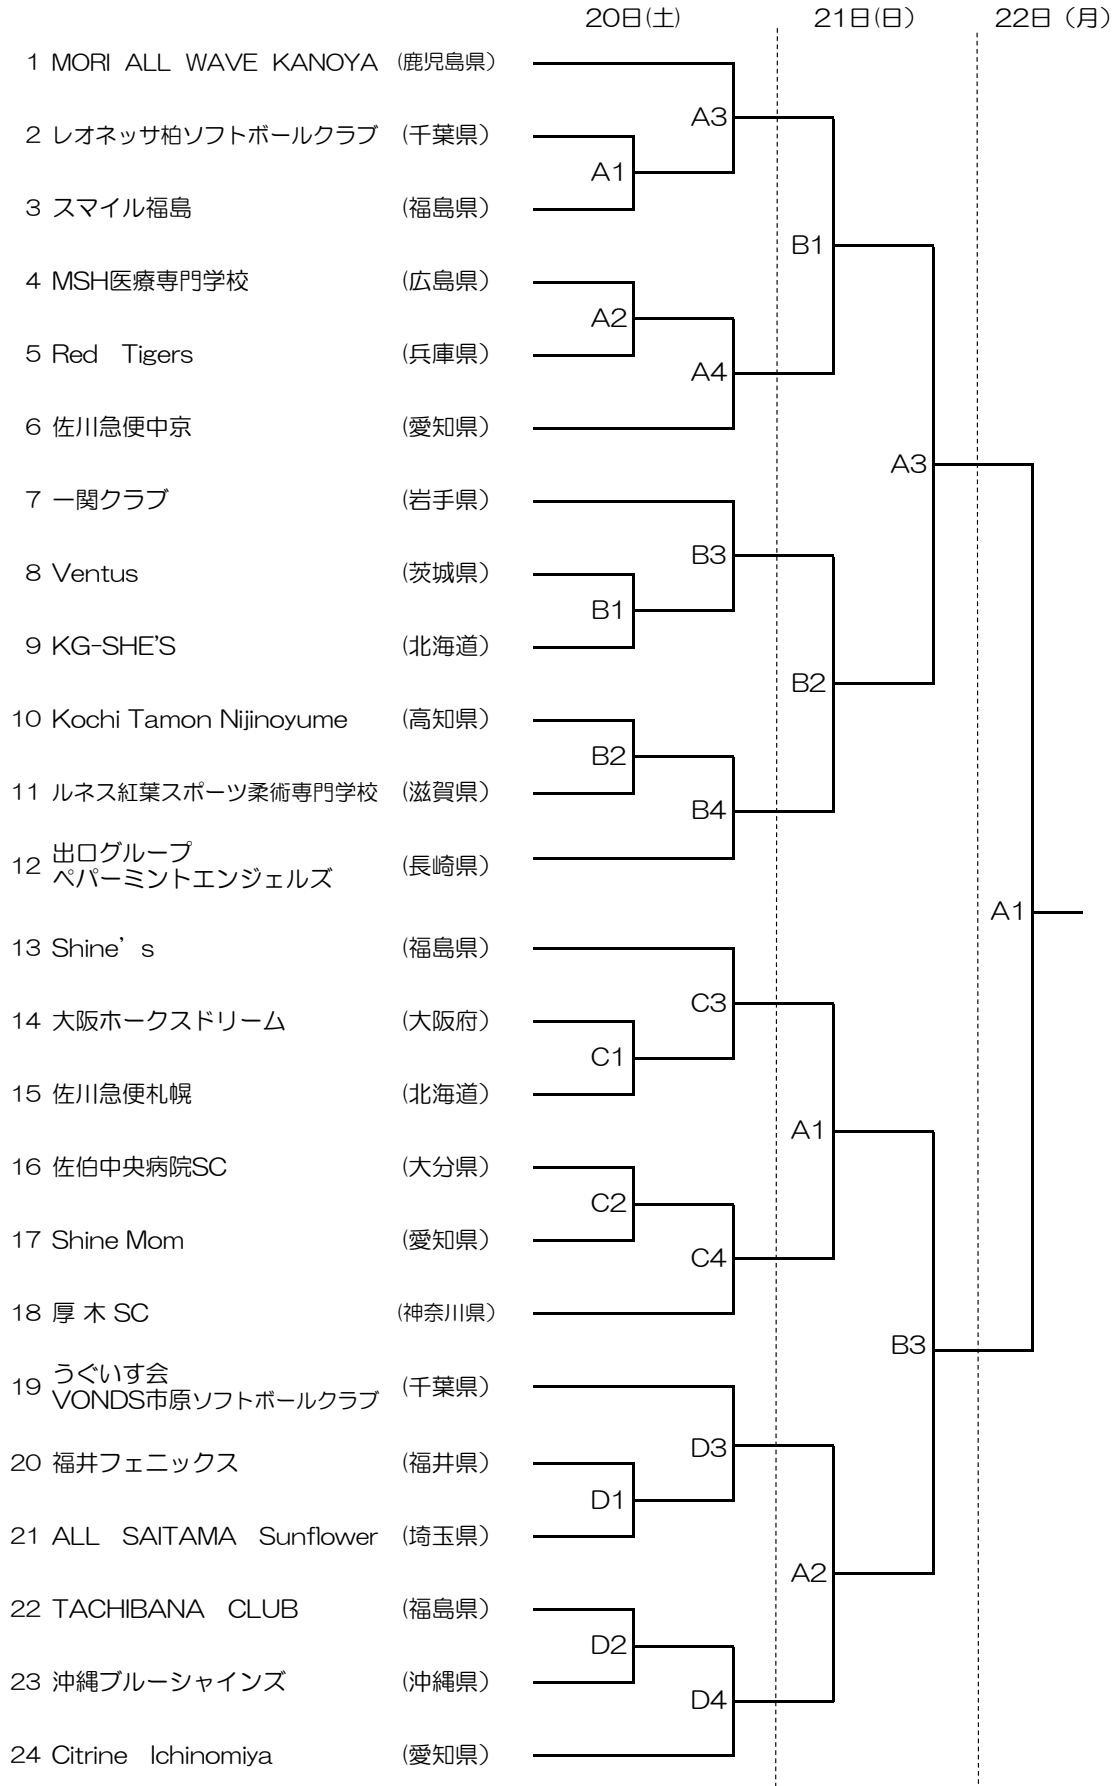 20日(土) 21日(日) 22日(月)
1 MORI ALL WAVE KANOYA (鹿児島県)
A3
2 レオネッサ柏ソフトボールクラブ (千葉県)
A1
3 スマイル福島 (福島県)
B1
4 MSH医療専門学校 (広島県)
A2
5 Red Tigers (兵庫県)
A4
6 佐川急便中京 (愛知県)
A3
7 一関クラブ (岩手県)
B3
8 Ventus (茨城県)
B1
9 KG-SHE'S (北海道)
B2
10 Kochi Tamon Nijinoyume (高知県)
B2
11 ルネス紅葉スポーツ柔術専門学校 (滋賀県)
B4
12 出口グループ
ペパーミントエンジェルズ (長崎県)
A1
13 Shine’s (福島県)
C3
14 大阪ホークスドリーム (大阪府)
C1
15 佐川急便札幌 (北海道)
A1
16 佐伯中央病院SC (大分県)
C2
17 Shine Mom (愛知県)
C4
18 厚木 SC (神奈川県)
B3
19 うぐいす会
VONDS市原ソフトボールクラブ (千葉県)
D3
20 福井フェニックス (福井県)
D1
21 ALL SAITAMA Sunflower (埼玉県)
A2
22 TACHIBANA CLUB (福島県)
D2
23 沖縄ブルーシャインズ (沖縄県)
D4
24 Citrine Ichinomiya (愛知県)